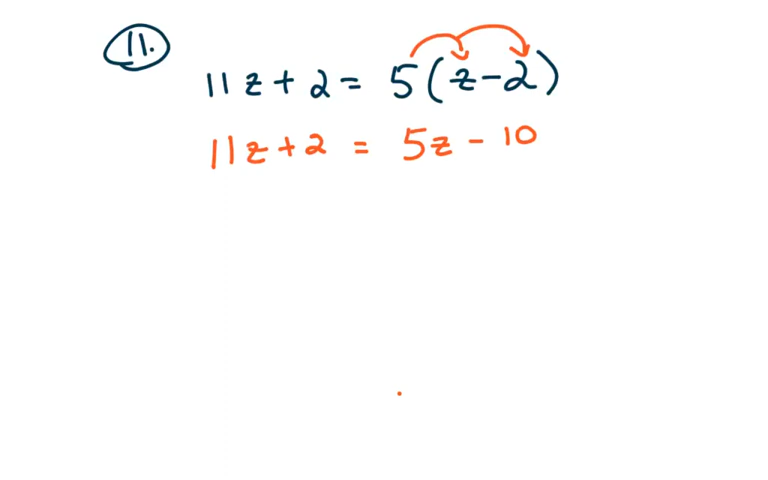 11.
11z + 2 = 5(z - 2)
11z + 2 = 5z - 10